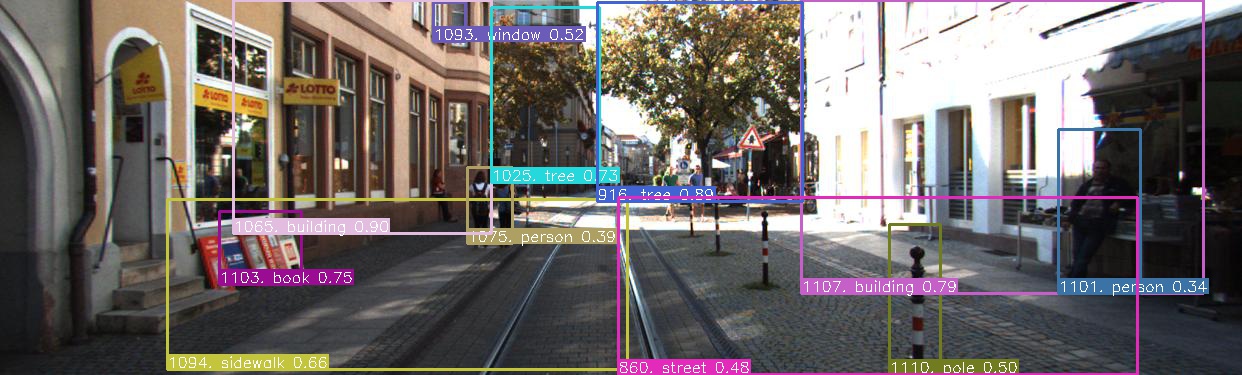 1093. window 0.52
LOTTO
LOTTO
LOTTO
LOTTO
1025. tree 0.73
916. tree 0.89
1065. building 0.90
1075. person 0.39
1103. book 0.75
1107. building 0.79
1101. person 0.34
1094. sidewalk 0.66
860. street 0.48
1110. pole 0.50